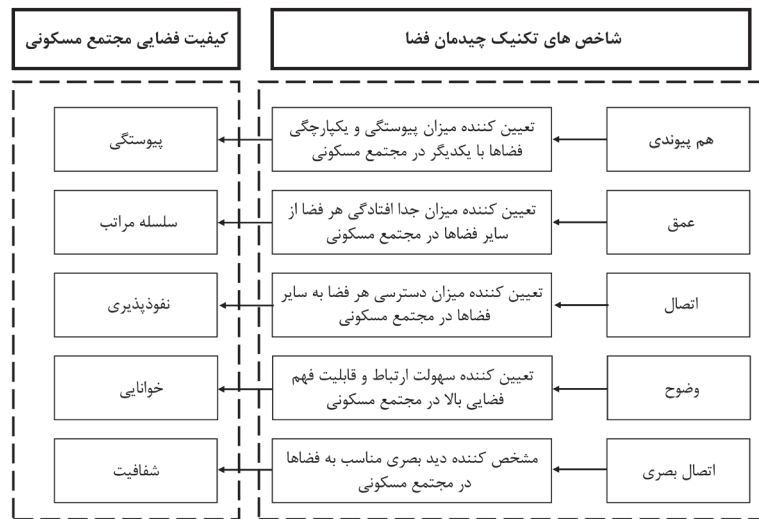 شاخص های تکنیک چیدمان فضا
کیفیت فضایی مجتمع مسکونی
هم پیوندی
تعیین کننده میزان پیوستگی و یکپارچگی
فضاها با یکدیگر در مجتمع مسکونی
پیوستگی
عمق
تعیین کننده میزان جدا افتادگی هر فضا از
سایر فضاها در مجتمع مسکونی
سلسله مراتب
اتصال
تعیین کننده میزان دسترسی هر فضا به سایر
فضاها در مجتمع مسکونی
نفوذپذیری
وضوح
تعیین کننده سهولت ارتباط و قابلیت فهم
فضایی بالا در مجتمع مسکونی
خوانایی
اتصال بصری
مشخص کننده دید بصری مناسب به فضاها
در مجتمع مسکونی
شفافیت